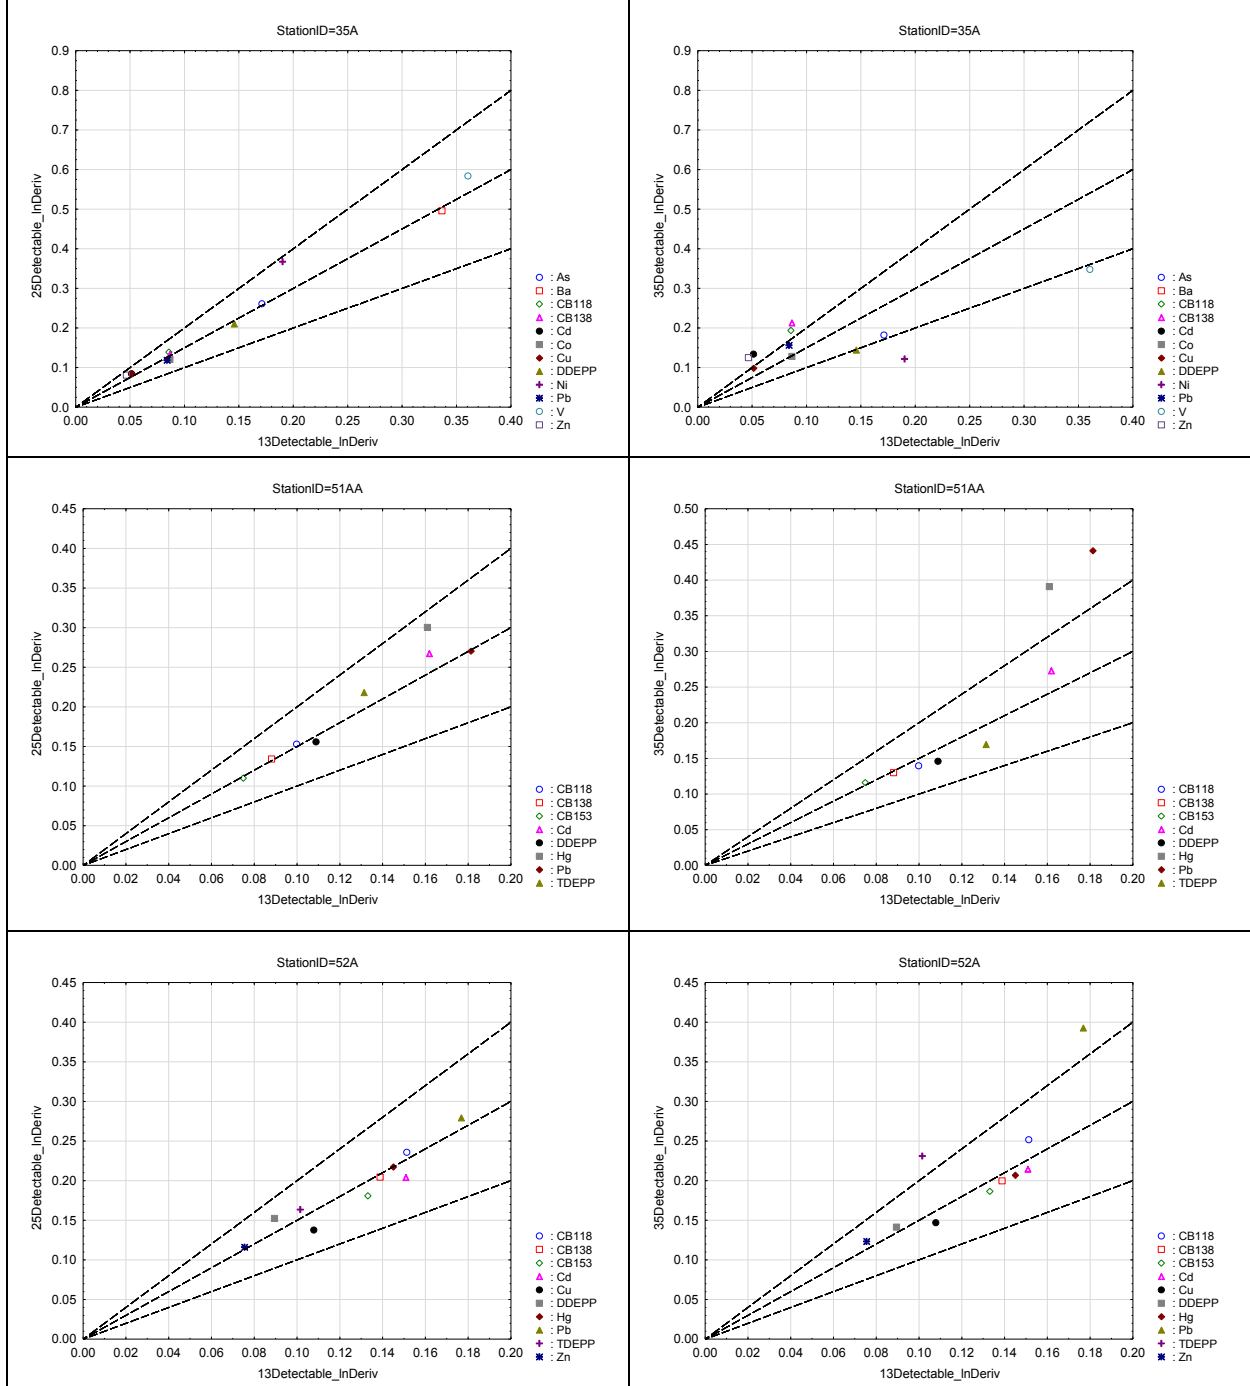 StationID=35A
0.9
0.8
0.7
0.6
0.5
0.4
0.3
0.2
0.1
0.0
25Detectable_lnDeriv
0.00 0.05 0.10 0.15 0.20 0.25 0.30 0.35 0.40
13Detectable_lnDeriv
: As
: Ba
: CB118
: CB138
: Cd
: Co
: Cu
: DDEPP
: Ni
: Pb
: V
: Zn
StationID=35A
0.9
0.8
0.7
0.6
0.5
0.4
0.3
0.2
0.1
0.0
35Detectable_lnDeriv
0.00 0.05 0.10 0.15 0.20 0.25 0.30 0.35 0.40
13Detectable_lnDeriv
: As
: Ba
: CB118
: CB138
: Cd
: Co
: Cu
: DDEPP
: Ni
: Pb
: V
: Zn
StationID=51AA
0.45
0.40
0.35
0.30
0.25
0.20
0.15
0.10
0.05
0.00
25Detectable_lnDeriv
0.00 0.02 0.04 0.06 0.08 0.10 0.12 0.14 0.16 0.18 0.20
13Detectable_lnDeriv
: CB118
: CB138
: CB153
: Cd
: DDEPP
: Hg
: Pb
: TDEPP
StationID=51AA
0.50
0.45
0.40
0.35
0.30
0.25
0.20
0.15
0.10
0.05
0.00
35Detectable_lnDeriv
0.00 0.02 0.04 0.06 0.08 0.10 0.12 0.14 0.16 0.18 0.20
13Detectable_lnDeriv
: CB118
: CB138
: CB153
: Cd
: DDEPP
: Hg
: Pb
: TDEPP
StationID=52A
0.45
0.40
0.35
0.30
0.25
0.20
0.15
0.10
0.05
0.00
25Detectable_lnDeriv
0.00 0.02 0.04 0.06 0.08 0.10 0.12 0.14 0.16 0.18 0.20
13Detectable_lnDeriv
: CB118
: CB138
: CB153
: Cd
: Cu
: DDEPP
: Hg
: Pb
: TDEPP
: Zn
StationID=52A
0.45
0.40
0.35
0.30
0.25
0.20
0.15
0.10
0.05
0.00
35Detectable_lnDeriv
0.00 0.02 0.04 0.06 0.08 0.10 0.12 0.14 0.16 0.18 0.20
13Detectable_lnDeriv
: CB118
: CB138
: CB153
: Cd
: Cu
: DDEPP
: Hg
: Pb
: TDEPP
: Zn